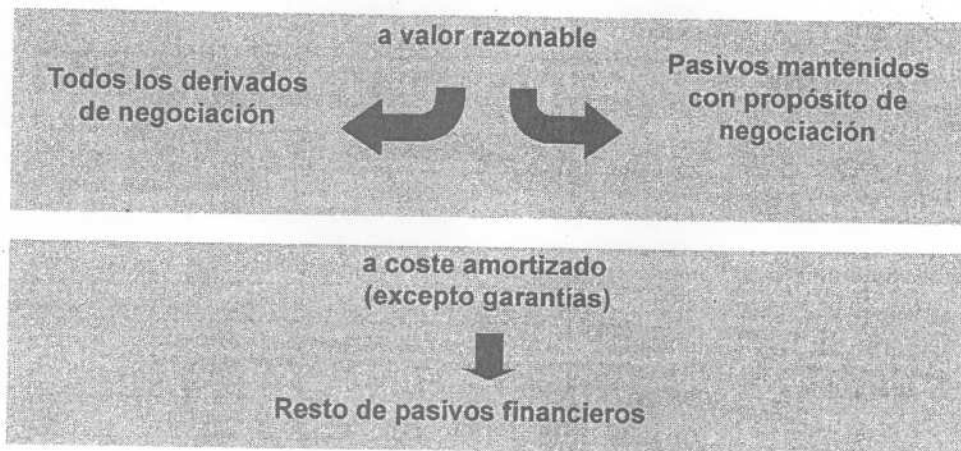 a valor razonable
Todos los derivados
de negociación
Pasivos mantenidos
con propósito de
negociación
a coste amortizado
(excepto garantías)
Resto de pasivos financieros